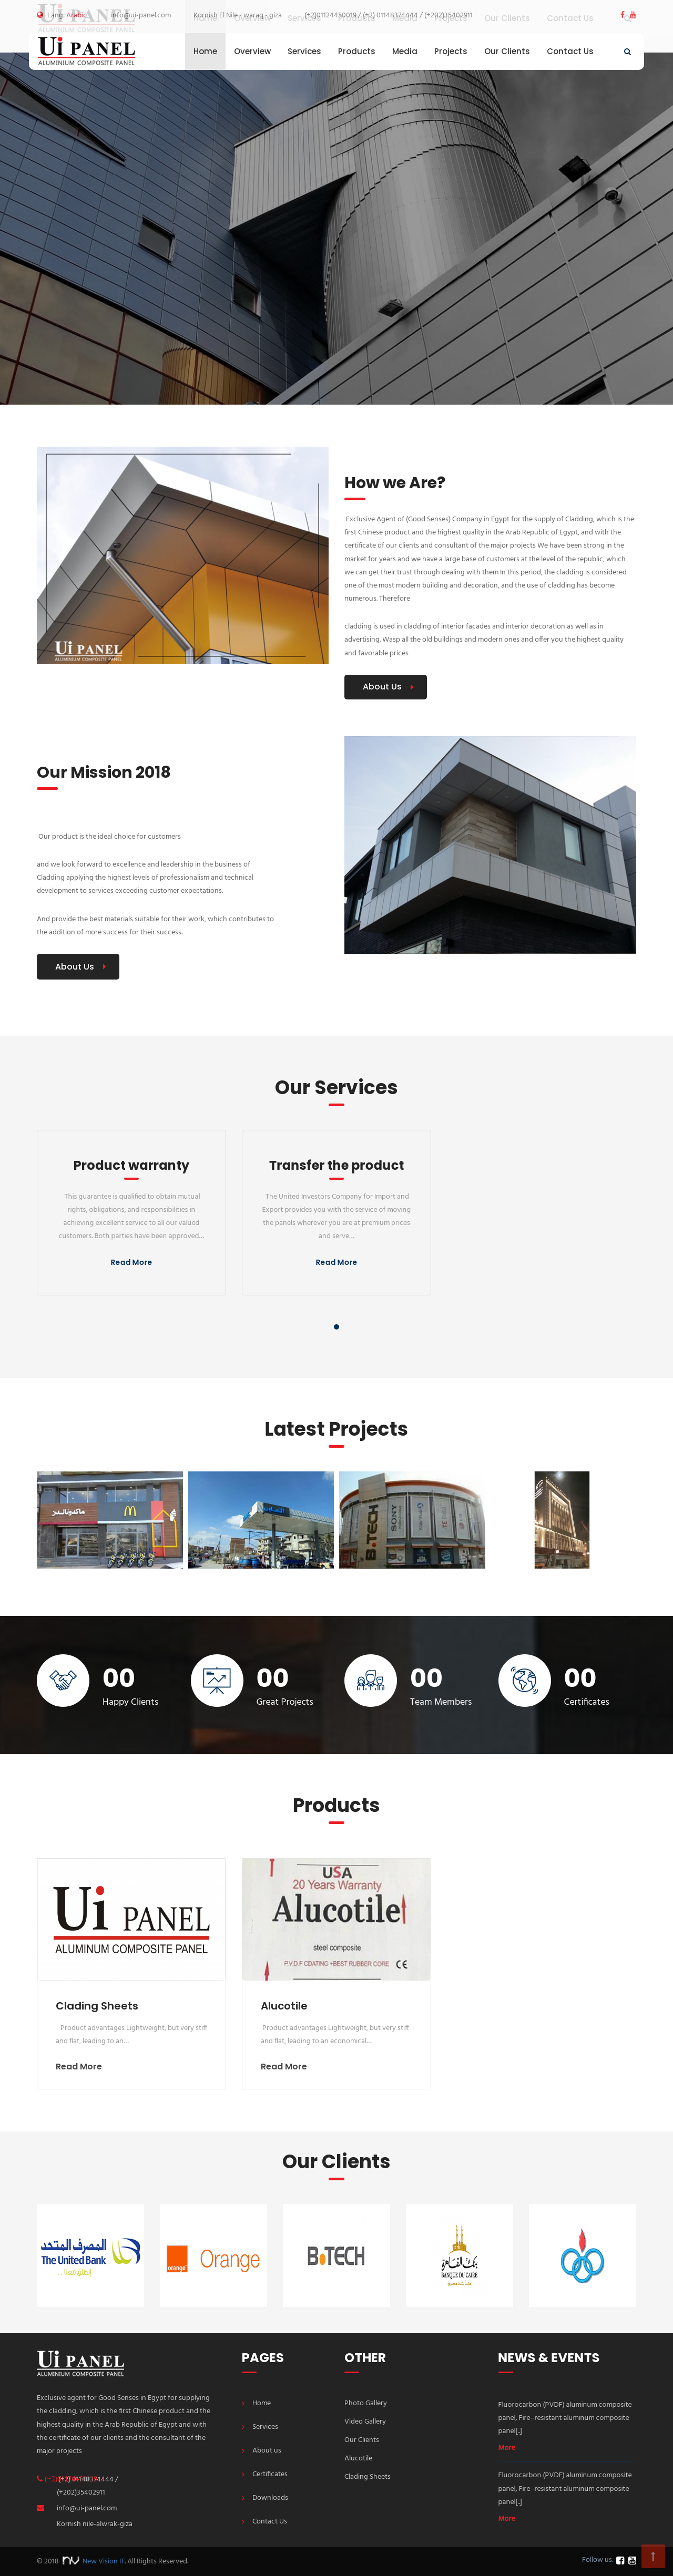 Lang: Arabic
info@ui-panel.com
Kornish El Nile - waraq - giza
(+2)01124450019 / (+2) 01148374444 / (+202)35402911
Ui PANEL
ALUMINIUM COMPOSITE PANEL
Home Overview Services Products Media Projects Our Clients Contact Us
Ui PANEL
ALUMINIUM COMPOSITE PANEL
How we Are?
Exclusive Agent of (Good Senses) Company in Egypt for the supply of Cladding, which is the
first Chinese product and the highest quality in the Arab Republic of Egypt, and with the
certificate of our clients and consultant of the major projects We have been strong in the
market for years and we have a large base of customers at the level of the republic, which
we can get their trust through dealing with them In this period, the cladding is considered
one of the most modern building and decoration, and the use of cladding has become
numerous. Therefore
cladding is used in cladding of interior facades and interior decoration as well as in
advertising. Wasp all the old buildings and modern ones and offer you the highest quality
and favorable prices
About Us
Our Mission 2018
Our product is the ideal choice for customers
and we look forward to excellence and leadership in the business of
Cladding applying the highest levels of professionalism and technical
development to services exceeding customer expectations.
And provide the best materials suitable for their work, which contributes to
the addition of more success for their success.
About Us
Our Services
Product warranty
This guarantee is qualified to obtain mutual
rights, obligations, and responsibilities in
achieving excellent service to all our valued
customers. Both parties have been approved...
Read More
Transfer the product
The United Investors Company for Import and
Export provides you with the service of moving
the panels wherever you are at premium prices
and serve...
Read More
Latest Projects
ماكدونالدز
B.TECH
SONY
00
Happy Clients
00
Great Projects
00
Team Members
00
Certificates
Products
Ui PANEL
ALUMINUM COMPOSITE PANEL
Clading Sheets
Product advantages Lightweight, but very stiff
and flat, leading to an...
Read More
USA
20 Years Warranty
Alucotile
steel composite
P.V.D.F COATING +BEST RUBBER CORE CE
Alucotile
Product advantages Lightweight, but very stiff
and flat, leading to an economical...
Read More
Our Clients
المصرف المتحد
The United Bank
orange
Orange
B.TECH
بنك القاهرة
BANQUE DU CAIRE
Ui PANEL
ALUMINIUM COMPOSITE PANEL
Exclusive agent for Good Senses in Egypt for supplying
the cladding, which is the first Chinese product and the
highest quality in the Arab Republic of Egypt and with
the certificate of our clients and the consultant of the
major projects
(+2) 01148374444 /
(+202)35402911
info@ui-panel.com
Kornish nile-alwrak-giza
PAGES
Home
Services
About us
Certificates
Downloads
Contact Us
OTHER
Photo Gallery
Video Gallery
Our Clients
Alucotile
Clading Sheets
NEWS & EVENTS
Fluorocarbon (PVDF) aluminum composite
panel, Fire–resistant aluminum composite
panel[..]
More
Fluorocarbon (PVDF) aluminum composite
panel, Fire–resistant aluminum composite
panel[..]
More
© 2018 NV New Vision IT. All Rights Reserved.
Follow us: